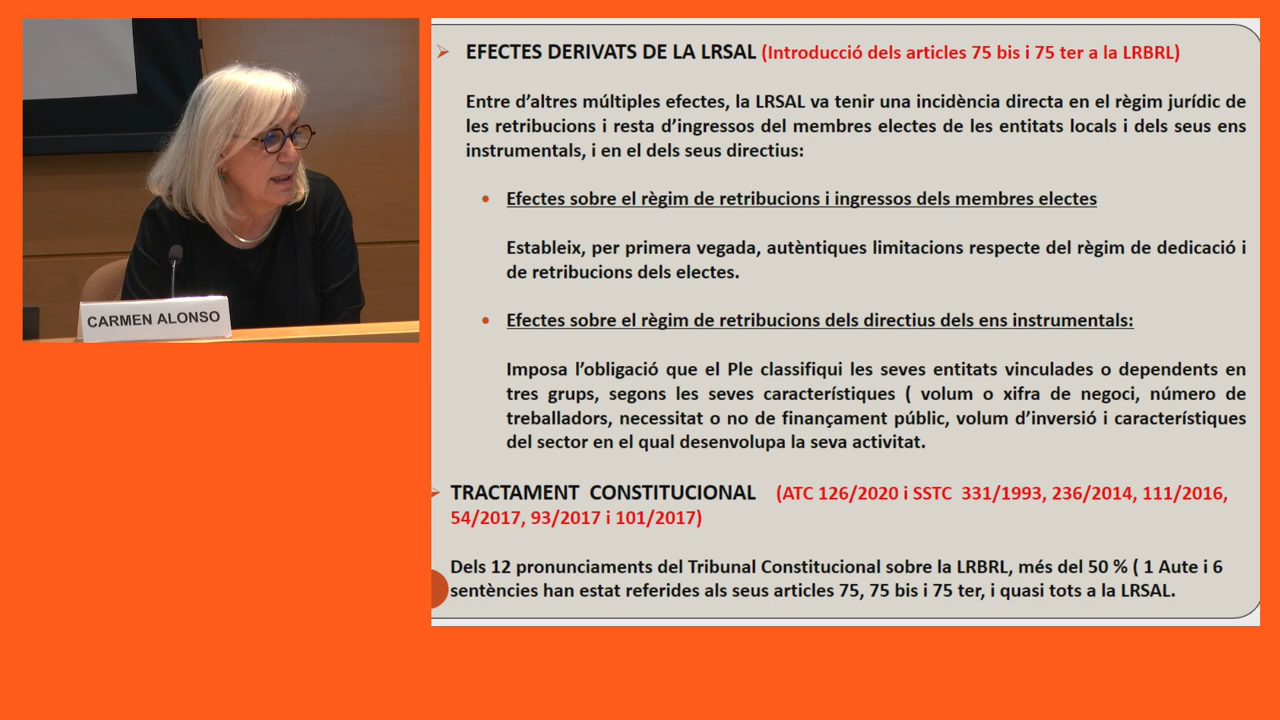 CARMEN ALONSO
EFECTES DERIVATS DE LA LRSAL (Introducció dels articles 75 bis i 75 ter a la LRBRL)
Entre d'altres múltiples efectes, la LRSAL va tenir una incidència directa en el règim jurídic de
les retribucions i resta d'ingressos del membres electes de les entitats locals i dels seus ens
instrumentals, i en el dels seus directius:
• Efectes sobre el règim de retribucions i ingressos dels membres electes
Estableix, per primera vegada, autèntiques limitacions respecte del règim de dedicació i
de retribucions dels electes.
• Efectes sobre el règim de retribucions dels directius dels ens instrumentals:
Imposa l'obligació que el Ple classifiqui les seves entitats vinculades o dependents en
tres grups, segons les seves característiques ( volum o xifra de negoci, número de
treballadors, necessitat o no de finançament públic, volum d'inversió i característiques
del sector en el qual desenvolupa la seva activitat.
TRACTAMENT CONSTITUCIONAL (ATC 126/2020 i SSTC 331/1993, 236/2014, 111/2016,
54/2017, 93/2017 i 101/2017)
Dels 12 pronunciaments del Tribunal Constitucional sobre la LRBRL, més del 50 % ( 1 Aute i 6
sentències han estat referides als seus articles 75, 75 bis i 75 ter, i quasi tots a la LRSAL.